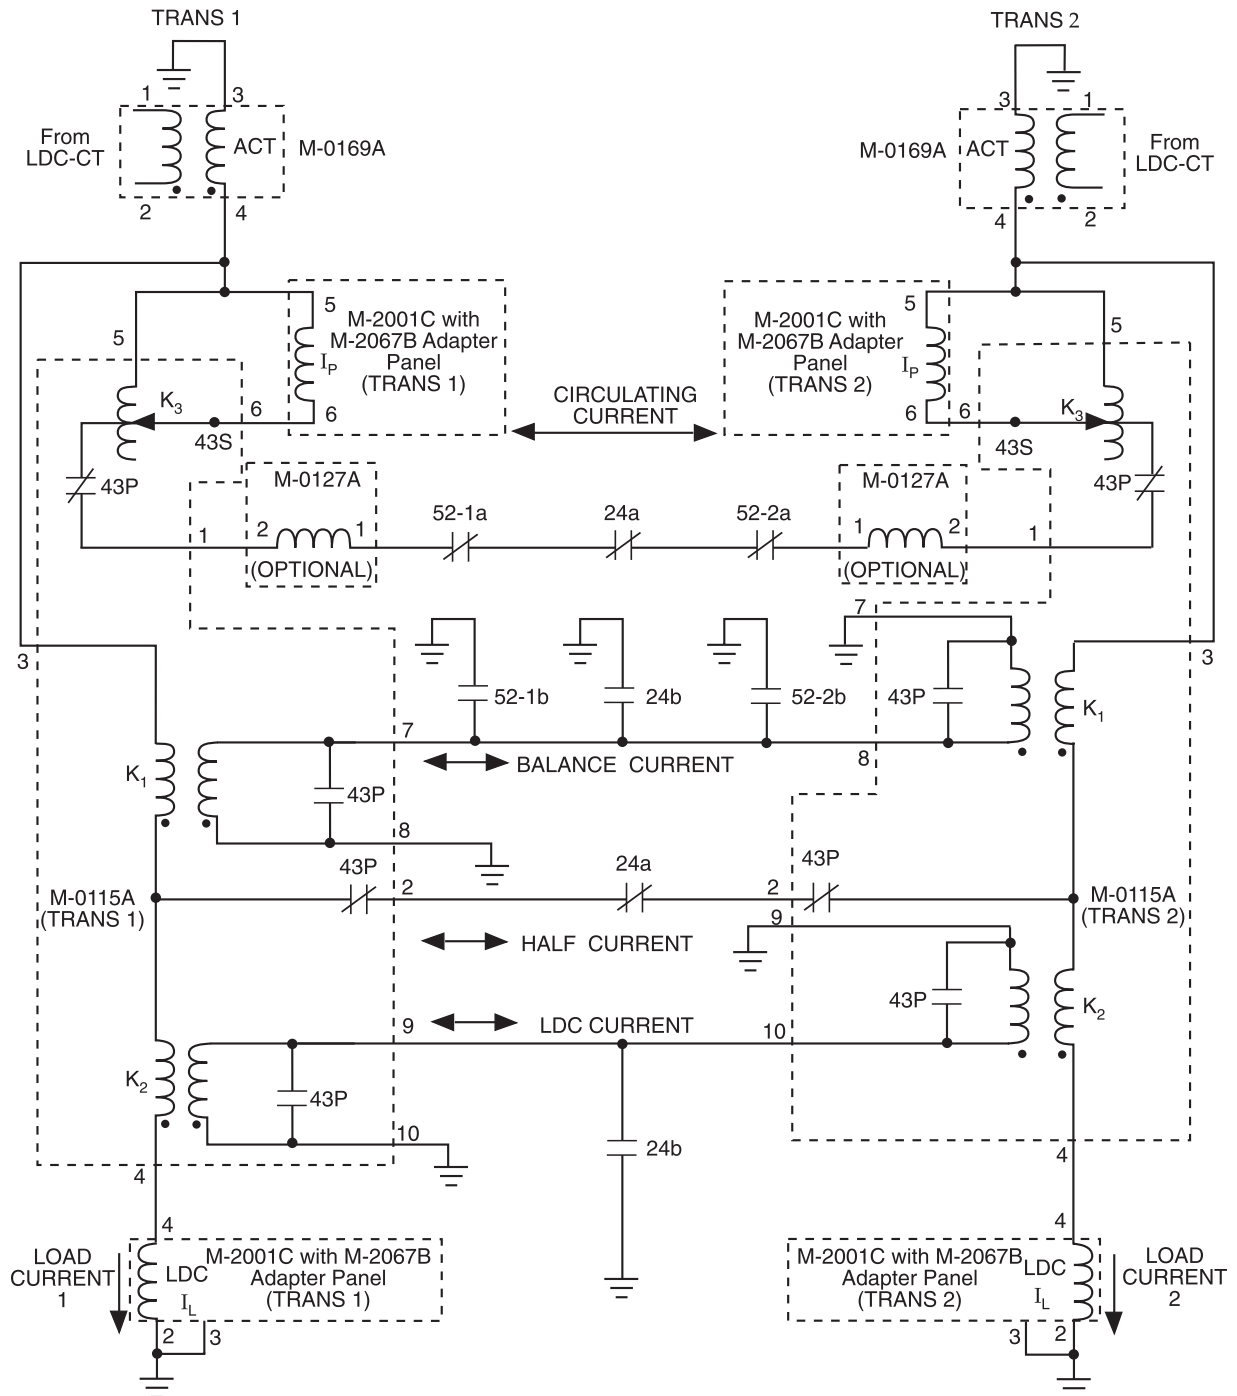 TRANS 1
TRANS 2
1
3
3
1
From
LDC-CT
ACT
M-0169A
M-0169A
ACT
From
LDC-CT
2
4
4
2
5
5
M-2001C with
M-2067B Adapter
Panel
(TRANS 1)
IP
M-2001C with
M-2067B Adapter
Panel
(TRANS 2)
IP
5
5
K3
6
6
43S
CIRCULATING
CURRENT
6
6
K3
43S
43P
M-0127A
M-0127A
43P
1
2
1
(OPTIONAL)
52-1a
24a
52-2a
1
2
(OPTIONAL)
1
7
3
52-1b
24b
52-2b
43P
K1
3
7
BALANCE CURRENT
8
K1
43P
8
43P
24a
43P
M-0115A
(TRANS 1)
2
2
M-0115A
(TRANS 2)
9
HALF CURRENT
43P
K2
9
LDC CURRENT
10
K2
43P
10
24b
4
4
4
4
LOAD
CURRENT
1
LDC
IL
M-2001C with M-2067B
Adapter Panel
(TRANS 1)
M-2001C with M-2067B
Adapter Panel
(TRANS 2)
LDC
IL
LOAD
CURRENT
2
2
3
3
2